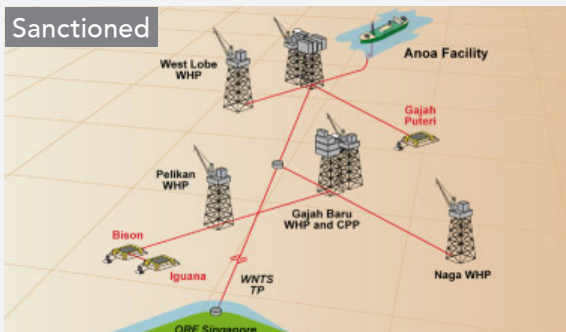 Sanctioned
West Lobe
WHP
Anoa Facility
Gajah
Puteri
Pelikan
WHP
Gajah Baru
WHP and CPP
Bison
Iguana
Naga WHP
WNTS
TP
ORF Singapore